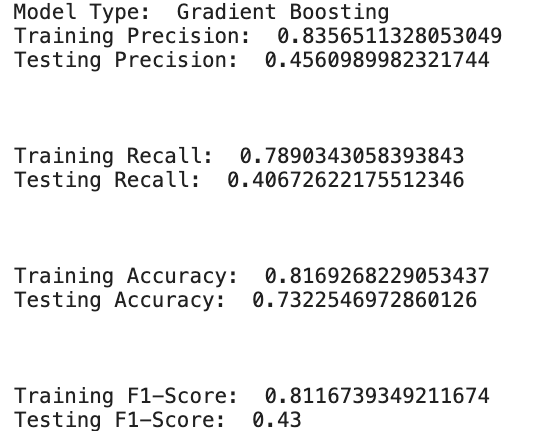 Model Type:  Gradient Boosting
Training Precision:  0.8356511328053049
Testing Precision:  0.4560989982321744
Training Recall:  0.7890343058393843
Testing Recall:  0.40672622175512346
Training Accuracy:  0.8169268229053437
Testing Accuracy:  0.7322546972860126
Training F1-Score:  0.8116739349211674
Testing F1-Score:  0.43